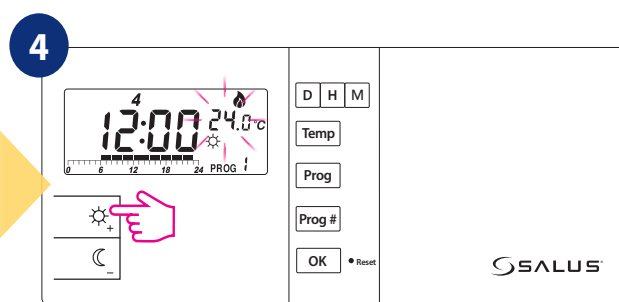 4
4
12:00
24.0°C
0 6 12 18 24 PROG 1
+
−
D H M
Temp
Prog
Prog #
OK
Reset
SALUS